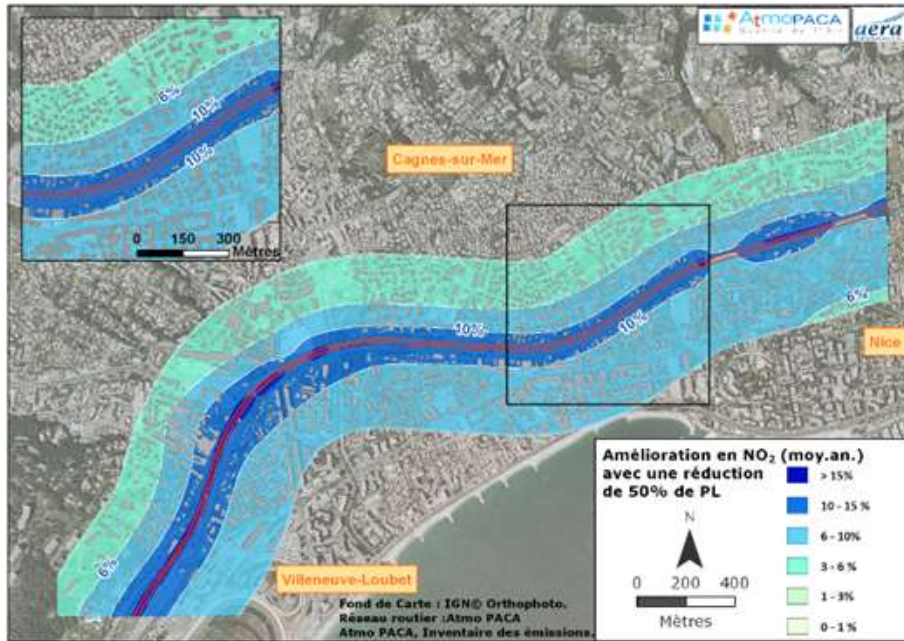 AtmoPACA
Qualité de l'Air
aera
6%
10%
10%
0 150 300
Mètres
Cagnes-sur-Mer
10%
10%
6%
Nice
6%
Villeneuve-Loubet
Fond de Carte : IGN© Orthophoto.
Réseau routier :Atmo PACA
Atmo PACA, Inventaire des émissions.
Amélioration en NO₂ (moy.an.)
avec une réduction
de 50% de PL
> 15%
10 - 15 %
6 - 10%
3 - 6 %
1 - 3%
0 - 1 %
N
0 200 400
Mètres